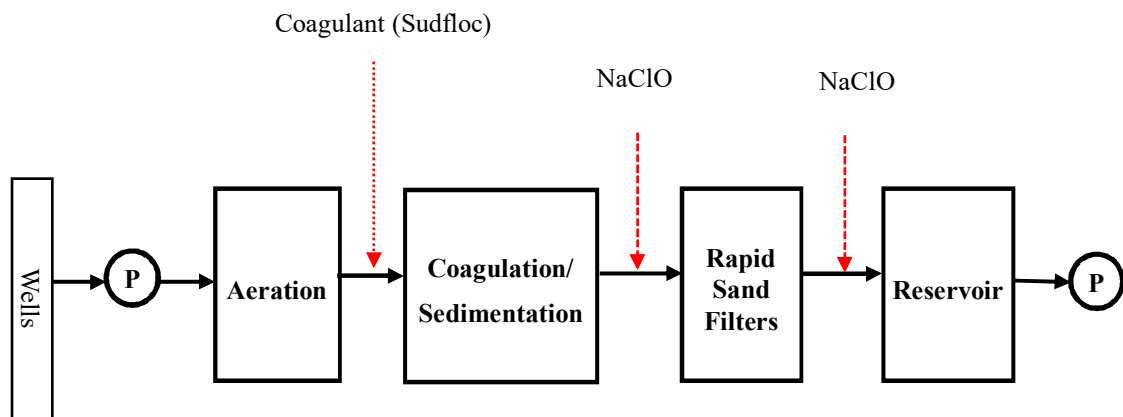 Coagulant (Sudfloc)
NaClO
NaClO
Wells
P
Aeration
Coagulation/
Sedimentation
Rapid
Sand
Filters
Reservoir
P